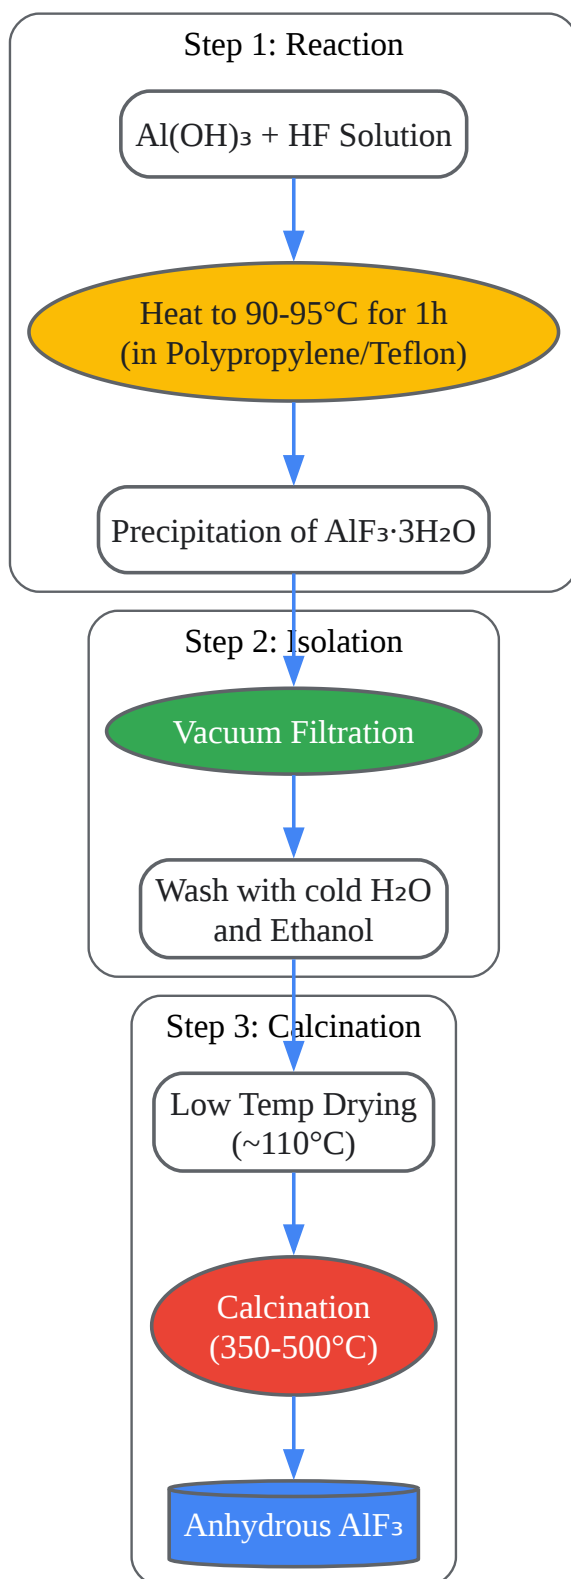 Step 1: Reaction
Al(OH)₃ + HF Solution
Heat to 90-95°C for 1h
(in Polypropylene/Teflon)
Precipitation of AlF₃·3H₂O
Step 2: Isolation
Vacuum Filtration
Wash with cold H₂O
and Ethanol
Step 3: Calcination
Low Temp Drying
(~110°C)
Calcination
(350-500°C)
Anhydrous AlF₃